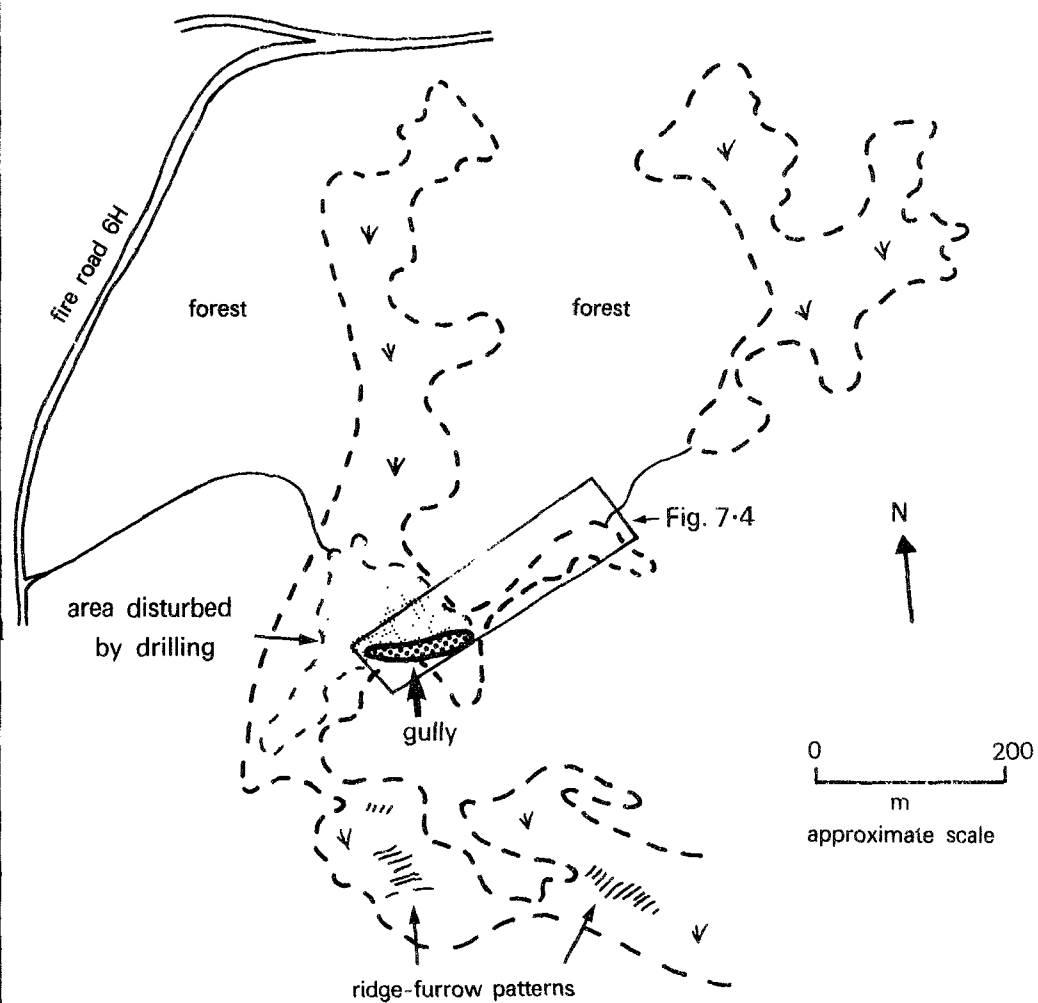 fire road 6H
forest
forest
Fig. 7·4
N
area disturbed
by drilling
gully
0 200
m
approximate scale
ridge-furrow patterns